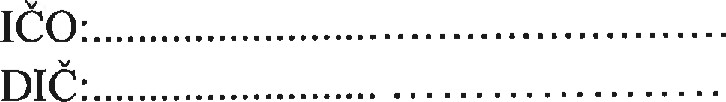 IČO:................................................
DIČ:......................... . . . . . . . . . . . . . . . . .